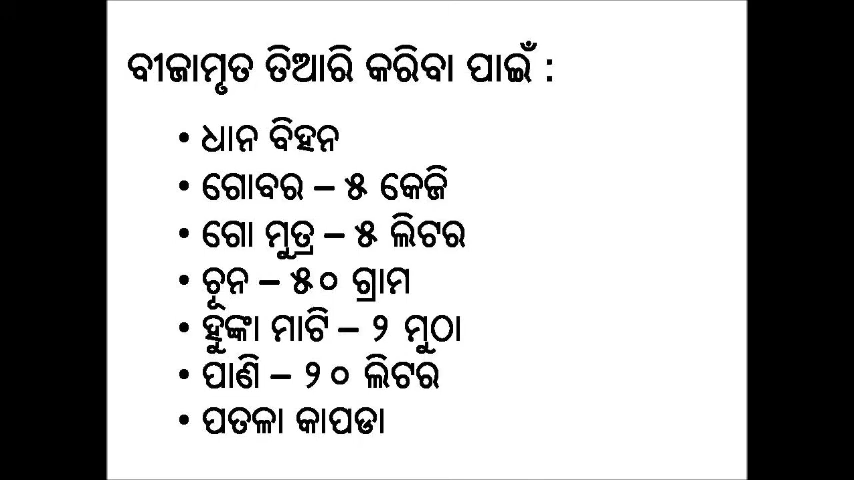 ବୀଜାମୃତ ତିଆରି କରିବା ପାଇଁ :
• ଧାନ ବିହନ
• ଗୋବର – ୫ କେଜି
• ଗୋ ମୁତ୍ର – ୫ ଲିଟର
• ଚୂନ – ୫୦ ଗ୍ରାମ
• ହୁଙ୍କା ମାଟି – ୨ ମୁଠା
• ପାଣି – ୨୦ ଲିଟର
• ପତଳା କାପଡା